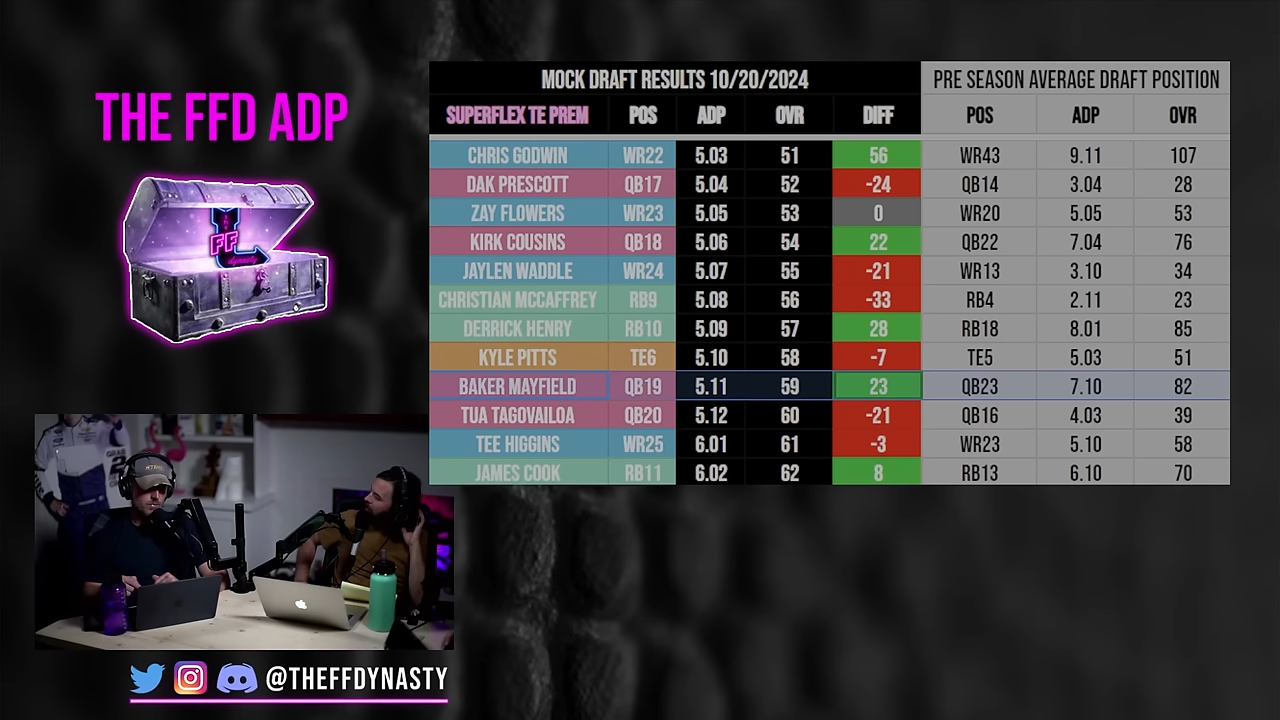 THE FFD ADP
FF
dynasty
MOCK DRAFT RESULTS 10/20/2024 PRE SEASON AVERAGE DRAFT POSITION
SUPERFLEX TE PREM POS ADP OVR DIFF POS ADP OVR
CHRIS GODWIN WR22 5.03 51 56 WR43 9.11 107
DAK PRESCOTT QB17 5.04 52 -24 QB14 3.04 28
ZAY FLOWERS WR23 5.05 53 0 WR20 5.05 53
KIRK COUSINS QB18 5.06 54 22 QB22 7.04 76
JAYLEN WADDLE WR24 5.07 55 -21 WR13 3.10 34
CHRISTIAN MCCAFFREY RB9 5.08 56 -33 RB4 2.11 23
DERRICK HENRY RB10 5.09 57 28 RB18 8.01 85
KYLE PITTS TE6 5.10 58 -7 TE5 5.03 51
BAKER MAYFIELD QB19 5.11 59 23 QB23 7.10 82
TUA TAGOVAILOA QB20 5.12 60 -21 QB16 4.03 39
TEE HIGGINS WR25 6.01 61 -3 WR23 5.10 58
JAMES COOK RB11 6.02 62 8 RB13 6.10 70
@THEFFDYNASTY